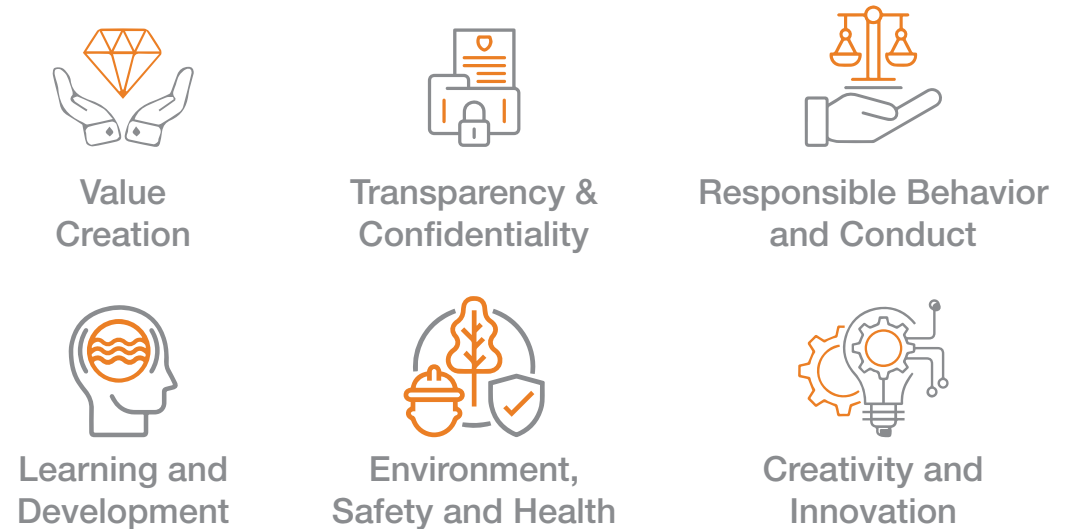 Value
Creation
Transparency &
Confidentiality
Responsible Behavior
and Conduct
Learning and
Development
Environment,
Safety and Health
Creativity and
Innovation